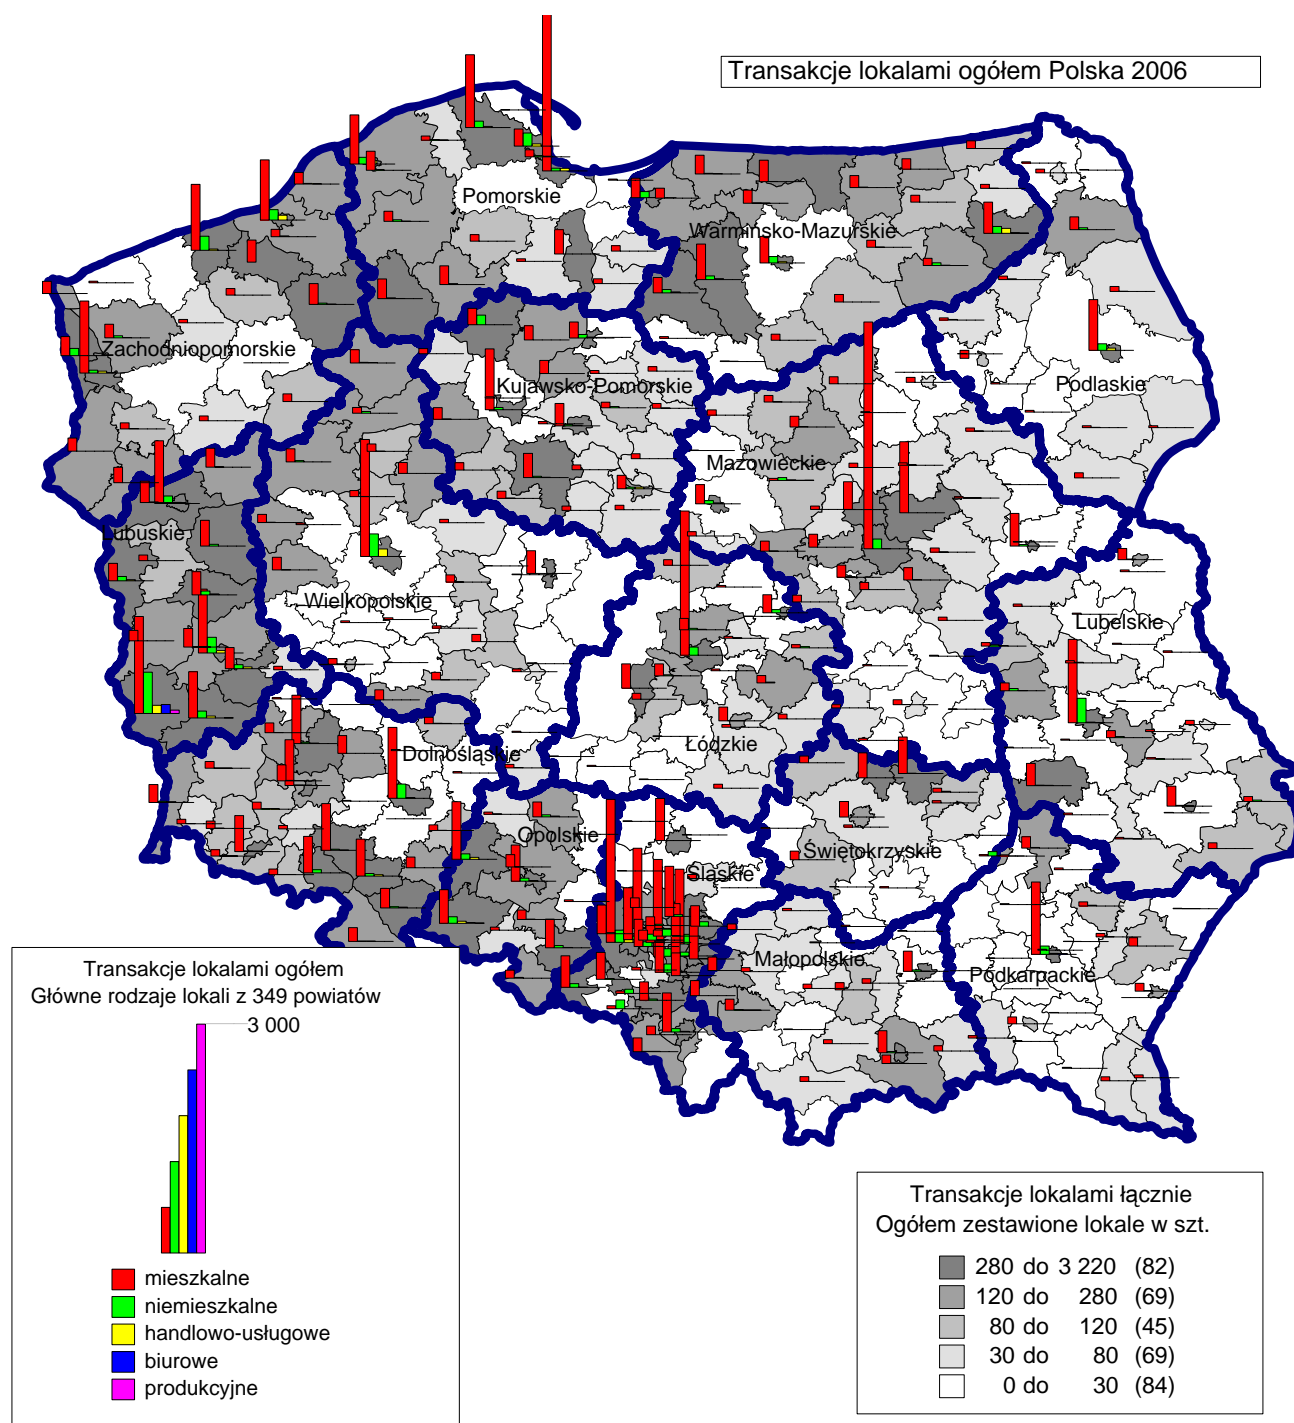 Transakcje lokalami ogółem Polska 2006
Pomorskie
Warmińsko-Mazurskie
Zachodniopomorskie
Kujawsko-Pomorskie
Podlaskie
Mazowieckie
Lubuskie
Wielkopolskie
Lubelskie
Dolnośląskie
Łódzkie
Opolskie
Śląskie
Świętokrzyskie
Małopolskie
Podkarpackie
Transakcje lokalami ogółem
Główne rodzaje lokali z 349 powiatów
3 000
mieszkalne
niemieszkalne
handlowo-usługowe
biurowe
produkcyjne
Transakcje lokalami łącznie
Ogółem zestawione lokale w szt.
280 do 3 220 (82)
120 do 280 (69)
80 do 120 (45)
30 do 80 (69)
0 do 30 (84)